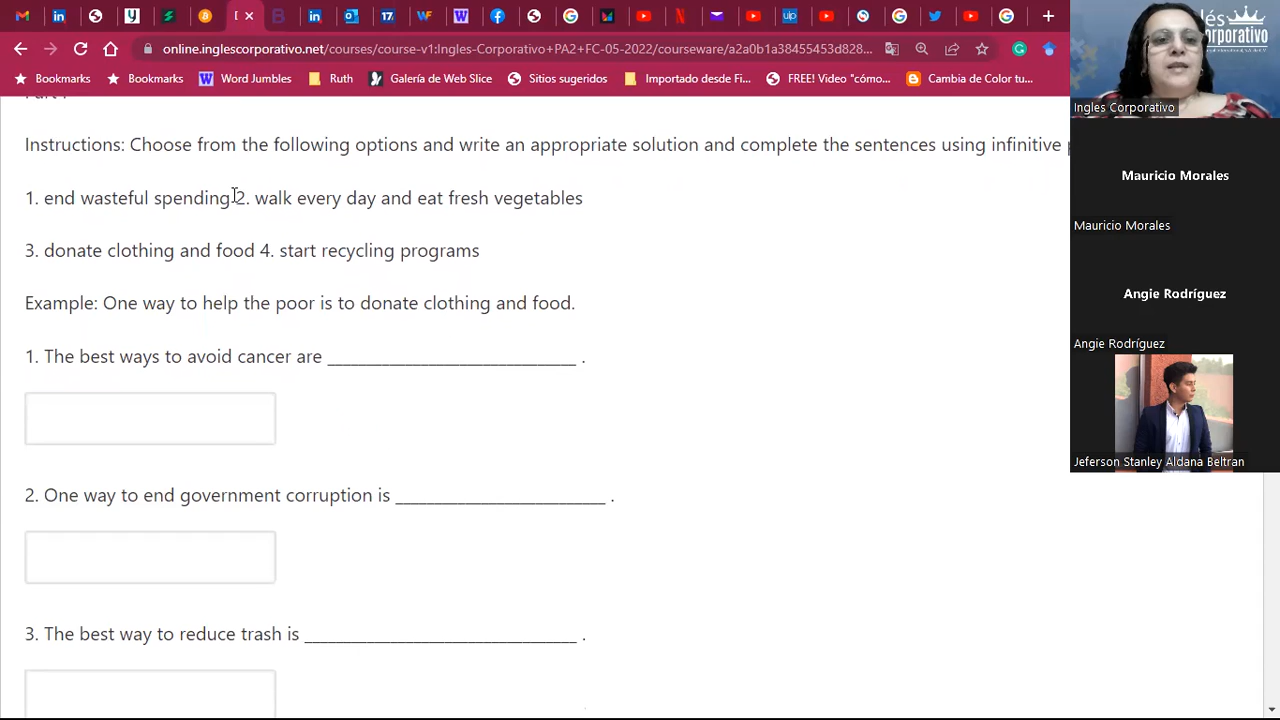 online.inglescorporativo.net/courses/course-v1:Ingles-Corporativo+PA2+FC-05-2022/courseware/a2a0b1a38455453d828...
Bookmarks Bookmarks Word Jumbles Ruth Galería de Web Slice Sitios sugeridos Importado desde Fi... FREE! Video "cómo... Cambia de Color tu...
Instructions: Choose from the following options and write an appropriate solution and complete the sentences using infinitive
1. end wasteful spending 2. walk every day and eat fresh vegetables
3. donate clothing and food 4. start recycling programs
Example: One way to help the poor is to donate clothing and food.
1. The best ways to avoid cancer are ____________________________ .
2. One way to end government corruption is ________________________ .
3. The best way to reduce trash is _______________________________ .
Ingles Corporativo
Mauricio Morales
Mauricio Morales
Angie Rodríguez
Angie Rodríguez
Jeferson Stanley Aldana Beltran